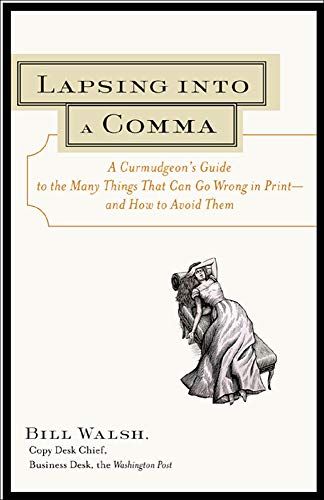 LAPSING INTO
A COMMA
A Curmudgeon's Guide
to the Many Things That Can Go Wrong in Print—
and How to Avoid Them
BILL WALSH,
Copy Desk Chief,
Business Desk, the Washington Post